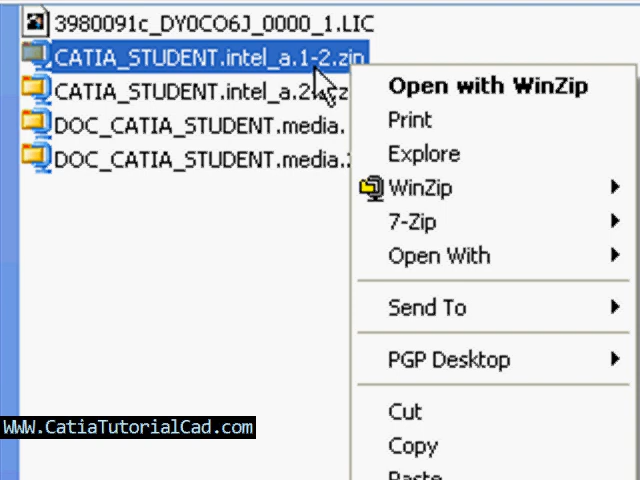 3980091c_DY0CO6J_0000_1.LIC
CATIA_STUDENT.intel_a.1-2.zip
CATIA_STUDENT.intel_a.2
DOC_CATIA_STUDENT.media.
DOC_CATIA_STUDENT.media.
Open with WinZip
Print
Explore
WinZip
7-Zip
Open With
Send To
PGP Desktop
Cut
Copy
Paste
WWW.CatiaTutorialCad.com